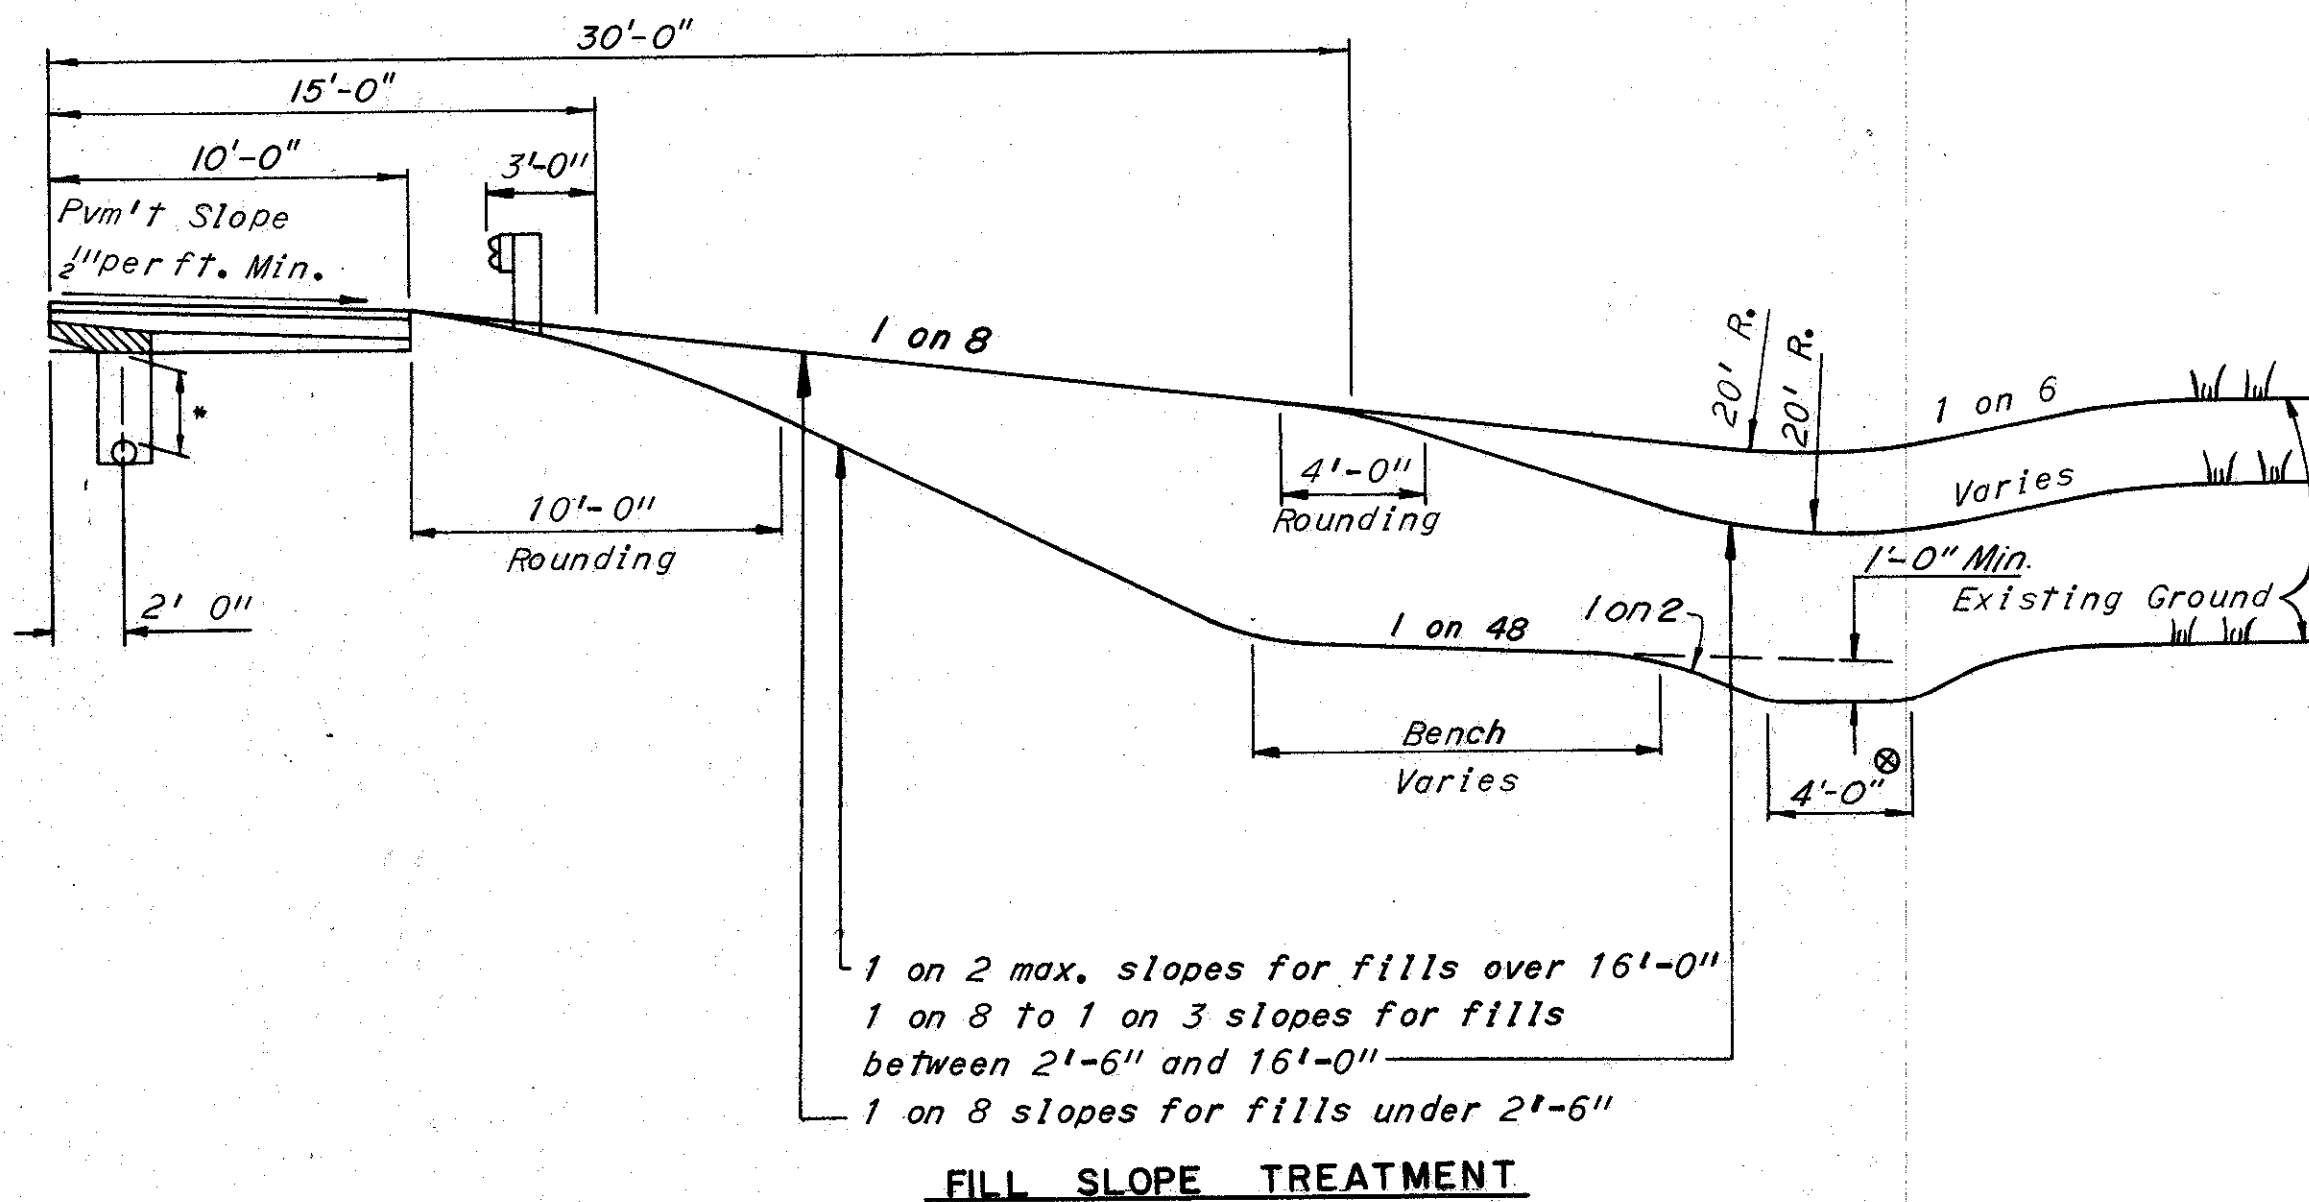 30'-0"
15'-0"
10'-0"
3'-0"
Pvm't Slope
½" per ft. Min.
1 on 8
20' R.
20' R.
1 on 6
*
4'-0"
Rounding
Varies
10'-0"
Rounding
1'-0" Min.
Existing Ground
2' 0"
1 on 48
1 on 2
Bench
Varies
⊗
4'-0"
1 on 2 max. slopes for fills over 16'-0"
1 on 8 to 1 on 3 slopes for fills
between 2'-6" and 16'-0"
1 on 8 slopes for fills under 2'-6"
FILL SLOPE TREATMENT